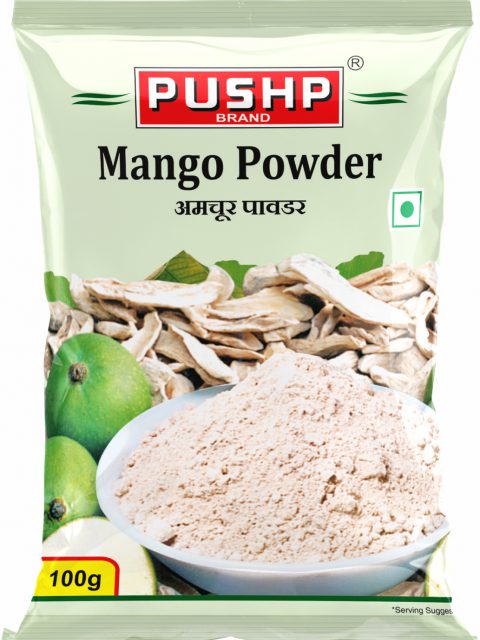 PUSHP
®
BRAND
Mango Powder
अमचूर पावडर
100g
*Serving Sugges